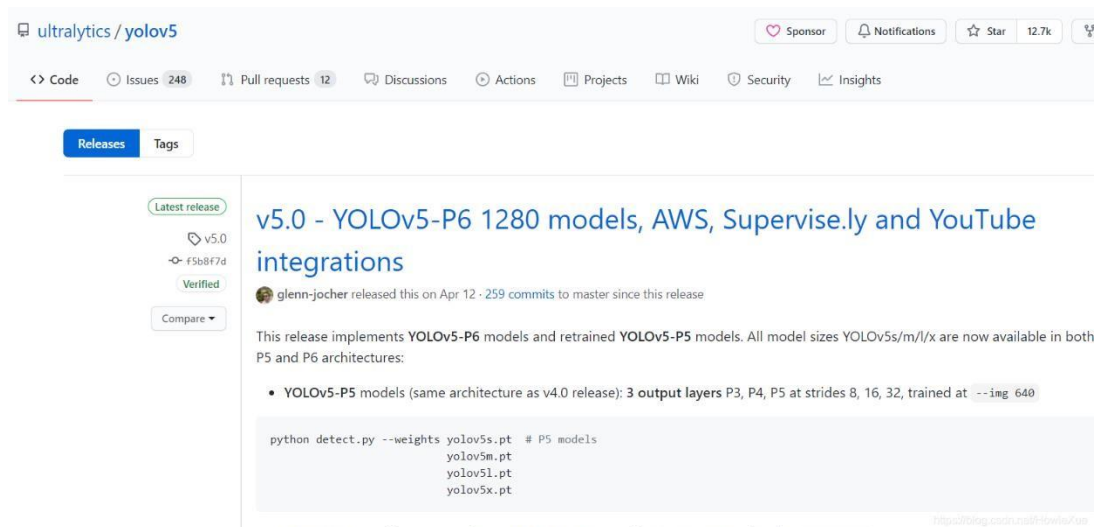 ultralytics / yolov5
Sponsor Notifications Star 12.7k
Code Issues 248 Pull requests 12 Discussions Actions Projects Wiki Security Insights
Releases Tags
Latest release
v5.0
f5b8f7d
Verified
Compare
v5.0 - YOLOv5-P6 1280 models, AWS, Supervise.ly and YouTube
integrations
glenn-jocher released this on Apr 12 · 259 commits to master since this release
This release implements YOLOv5-P6 models and retrained YOLOv5-P5 models. All model sizes YOLOv5s/m/l/x are now available in both
P5 and P6 architectures:
• YOLOv5-P5 models (same architecture as v4.0 release): 3 output layers P3, P4, P5 at strides 8, 16, 32, trained at --img 640
python detect.py --weights yolov5s.pt # P5 models
yolov5m.pt
yolov5l.pt
yolov5x.pt